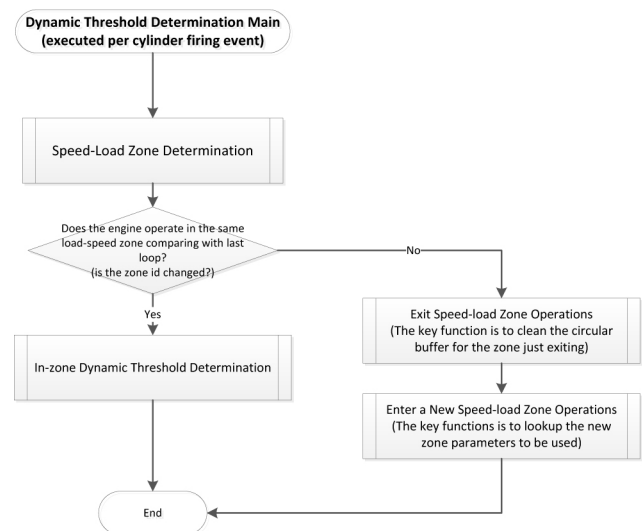 Dynamic Threshold Determination Main
(executed per cylinder firing event)
Speed-Load Zone Determination
Does the engine operate in the same
load-speed zone comparing with last
loop?
(is the zone id changed?)
No
Yes
Exit Speed-load Zone Operations
(The key function is to clean the circular
buffer for the zone just exiting)
In-zone Dynamic Threshold Determination
Enter a New Speed-load Zone Operations
(The key functions is to lookup the new
zone parameters to be used)
End